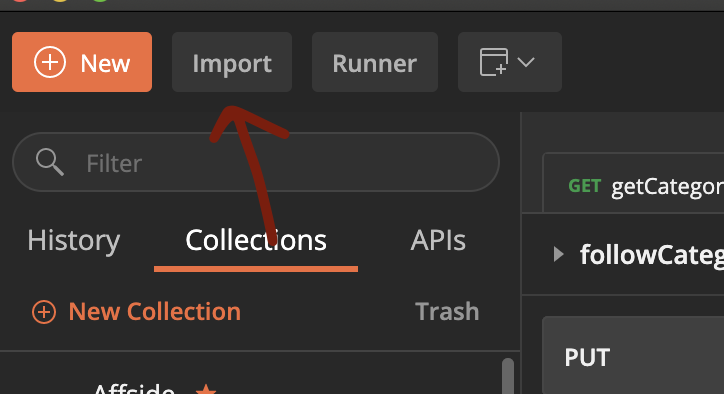 New Import Runner
Filter
GET getCategor
History Collections APIs
followCateg
New Collection Trash
PUT
Affside